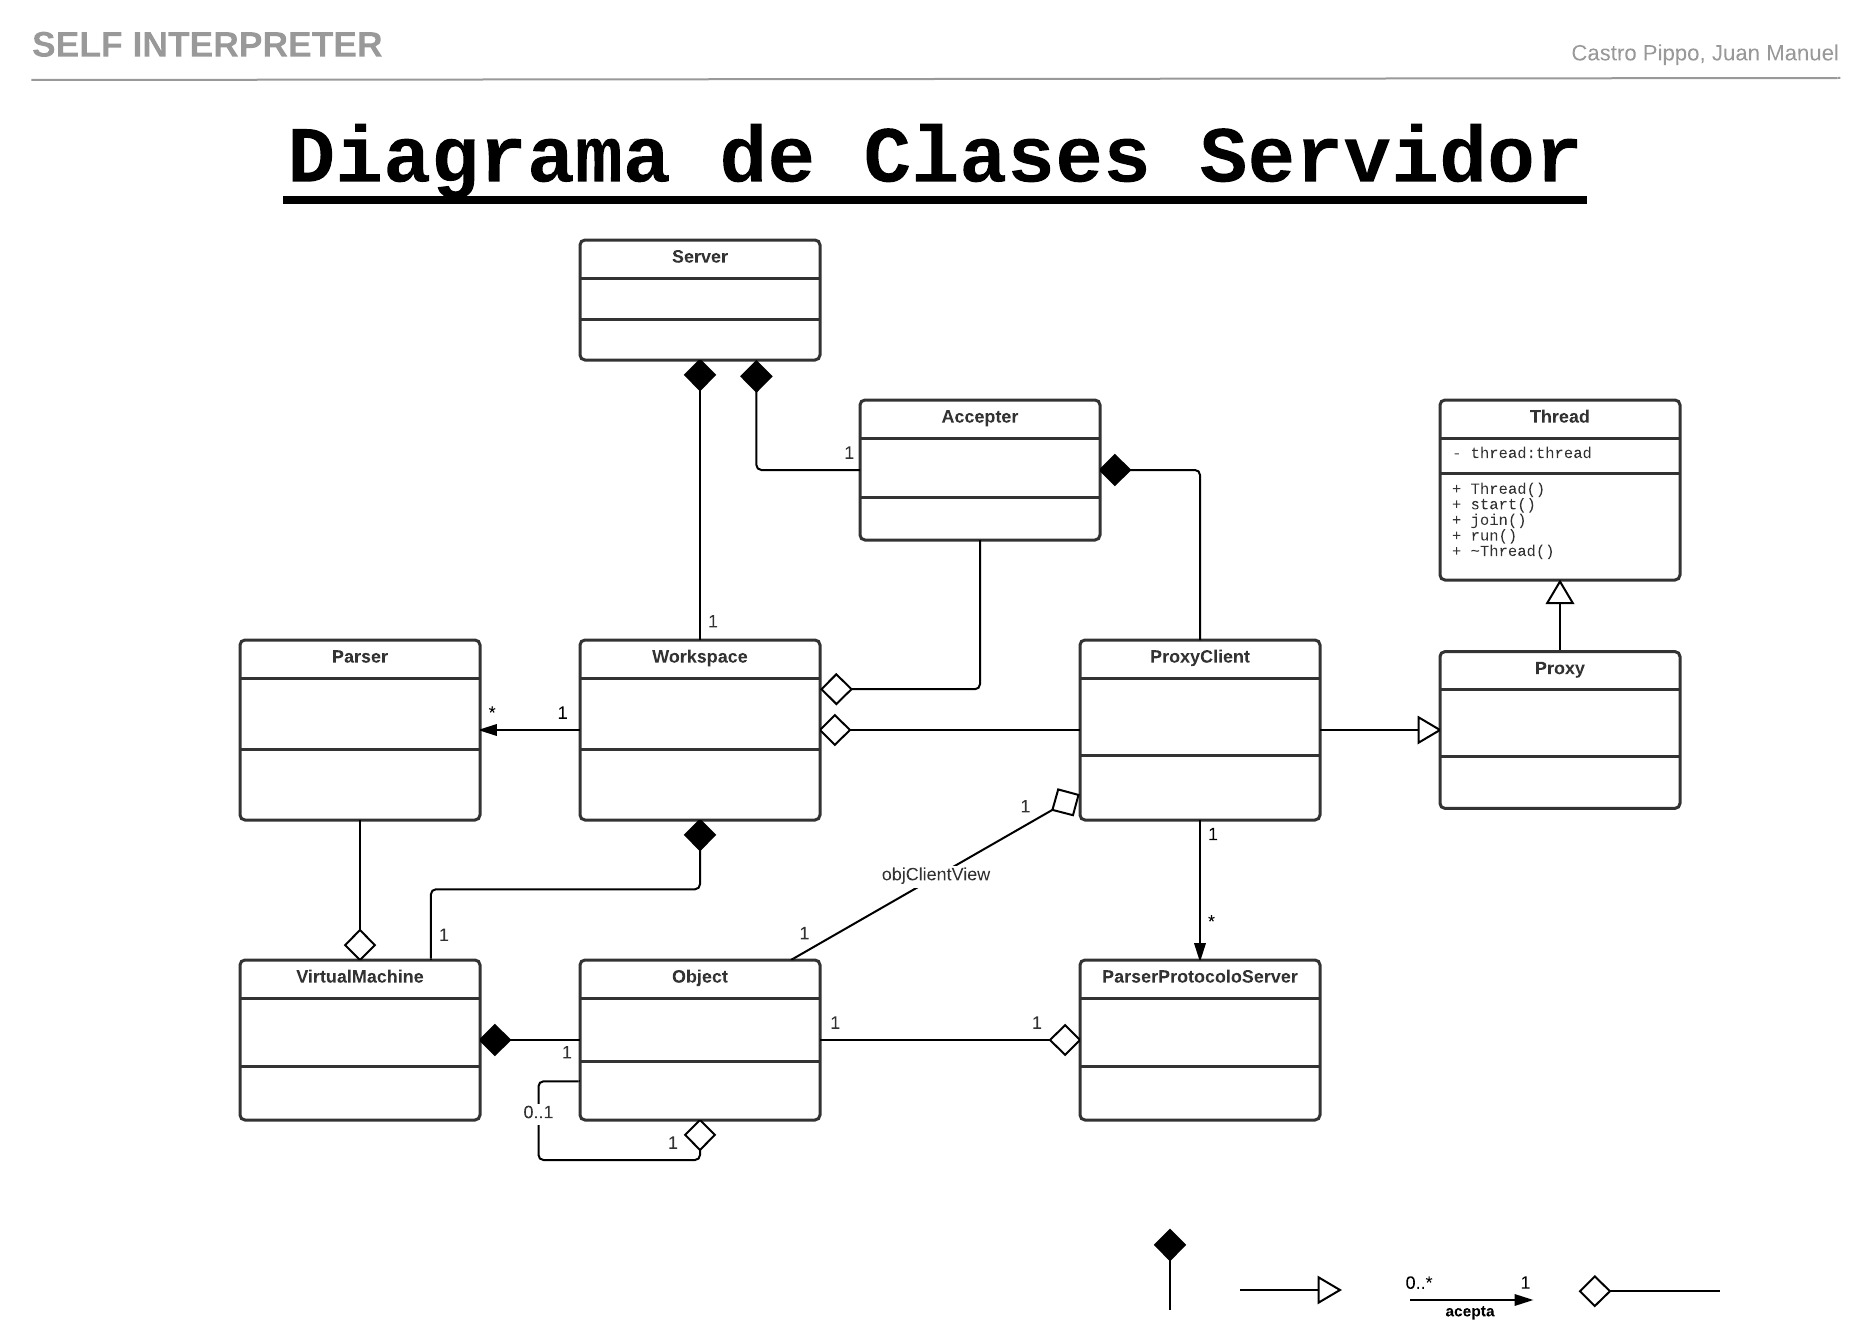 SELF INTERPRETER
Castro Pippo, Juan Manuel
Diagrama de Clases Servidor
Server
Accepter
1
Thread
- thread:thread
+ Thread()
+ start()
+ join()
+ run()
+ ~Thread()
1
Parser
Workspace
ProxyClient
Proxy
* 1
1
objClientView
1
1
*
1
1
VirtualMachine
Object
ParserProtocoloServer
1 1
1
0..1
1
0..* 1
acepta